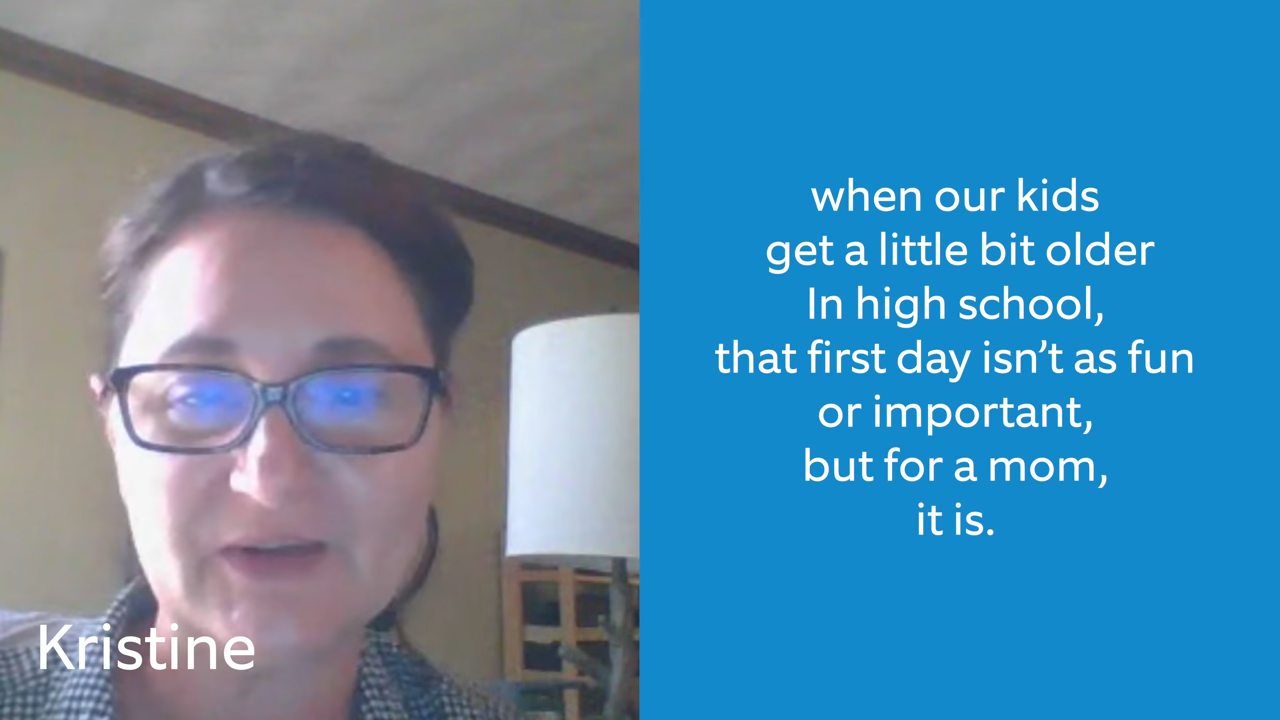 when our kids
get a little bit older
In high school,
that first day isn’t as fun
or important,
but for a mom,
it is.
Kristine